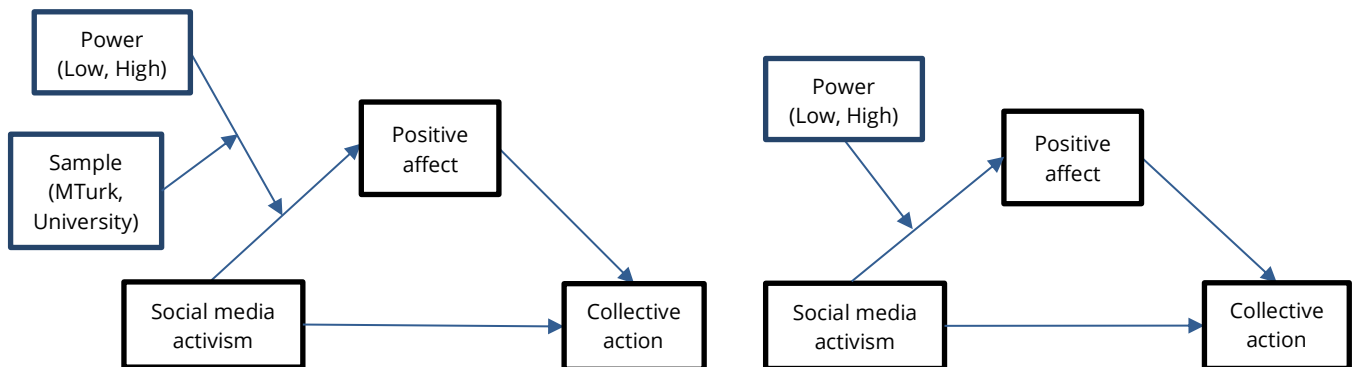 Power
(Low, High)
Sample
(MTurk,
University)
Positive
affect
Social media
activism
Collective
action
Power
(Low, High)
Positive
affect
Social media
activism
Collective
action